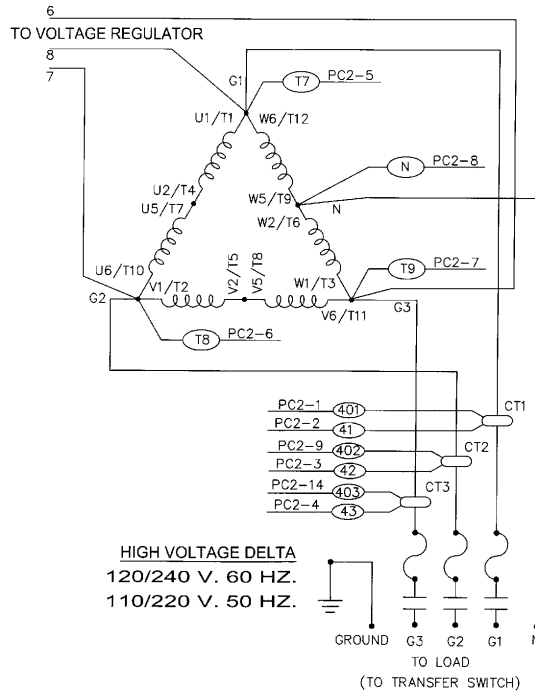 6
TO VOLTAGE REGULATOR
8
7
G1
T7 PC2-5
U1/T1 W6/T12
N PC2-8
U2/T4
U5/T7
W5/T9 N
W2/T6
T9 PC2-7
U6/T10
V1/T2 V2/T5 V5/T8 W1/T3
G2
V6/T11 G3
T8 PC2-6
PC2-1 401 CT1
PC2-2 41
PC2-9 402 CT2
PC2-3 42
PC2-14 403 CT3
PC2-4 43
HIGH VOLTAGE DELTA
120/240 V. 60 HZ.
110/220 V. 50 HZ.
GROUND G3 G2 G1
TO LOAD
(TO TRANSFER SWITCH)